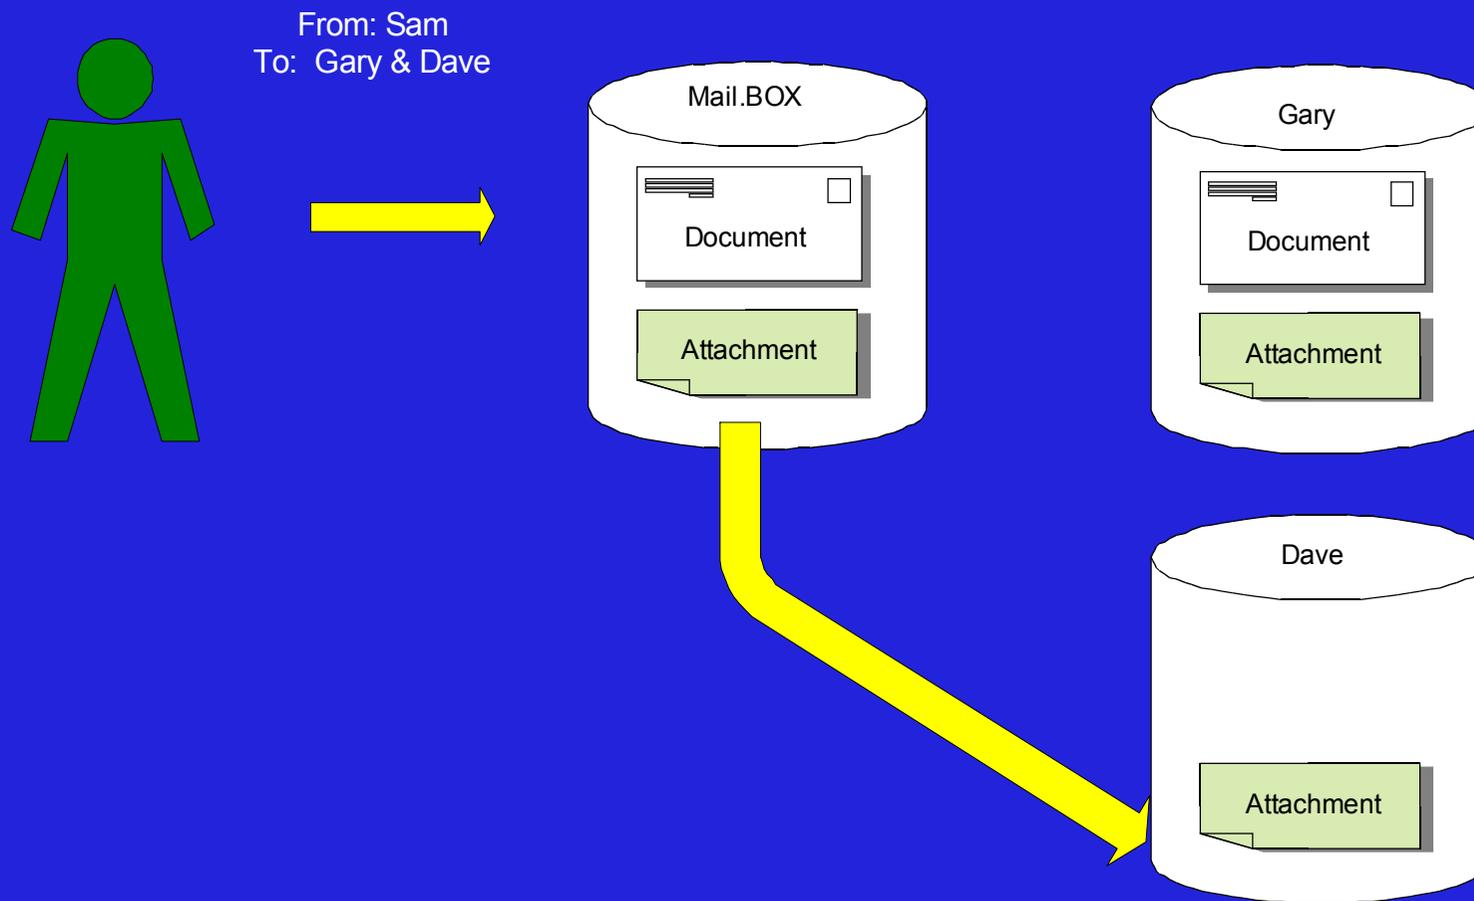 From: Sam
To: Gary & Dave
Mail.BOX
Document
Attachment
Gary
Document
Attachment
Dave
Attachment